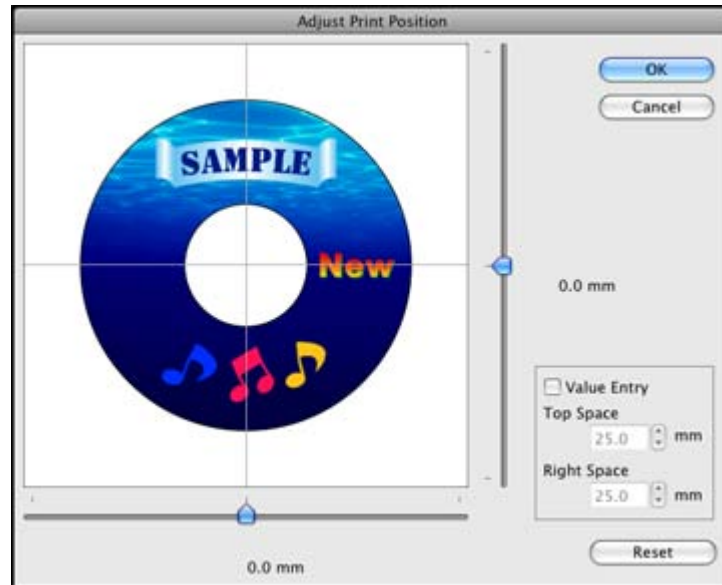 Adjust Print Position
OK
Cancel
SAMPLE
New
0.0 mm
Value Entry
Top Space
25.0 mm
Right Space
25.0 mm
Reset
0.0 mm